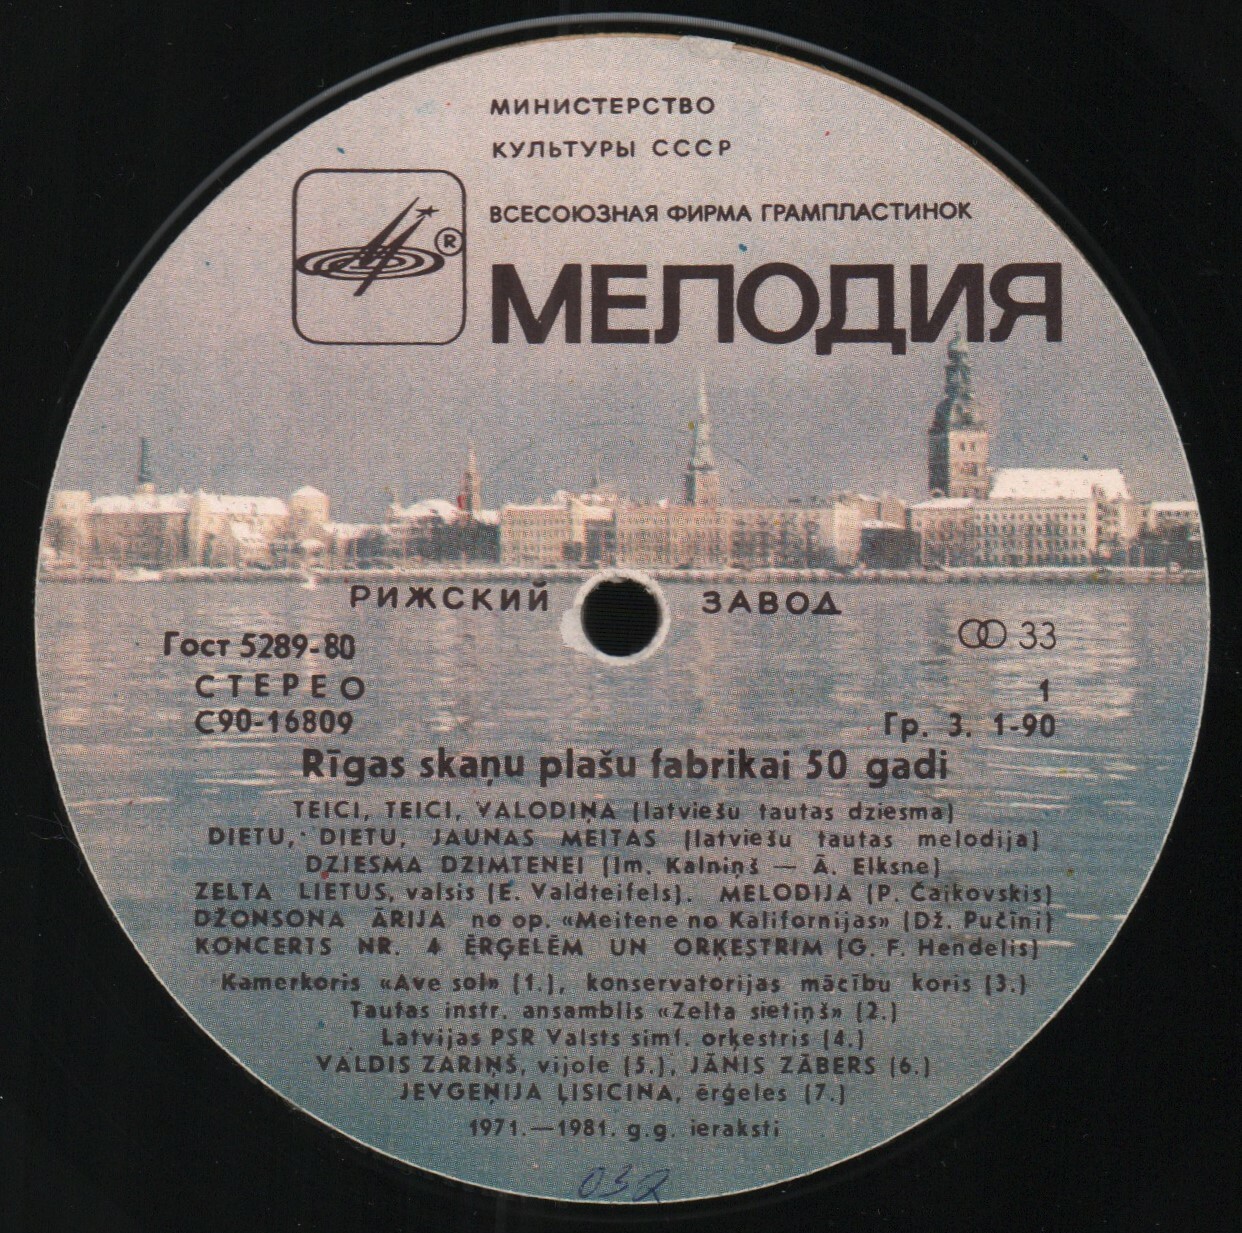 МИНИСТЕРСТВО
КУЛЬТУРЫ СССР
ВСЕСОЮЗНАЯ ФИРМА ГРАМПЛАСТИНОК
®
МЕЛОДИЯ
РИЖСКИЙ ЗАВОД
Гост 5289-80
33
СТЕРЕО
1
С90-16809
Гр. 3. 1-90
Rīgas skaņu plašu fabrikai 50 gadi
TEICI, TEICI, VALODIŅA (latviešu tautas dziesma)
DIETU, DIETU, JAUNAS MEITAS (latviešu tautas melodija)
DZIESMA DZIMTENEI (Im. Kalniņš — Ā. Elksne)
ZELTA LIETUS, valsis (E. Valdteifels). MELODIJA (P. Čaikovskis)
DŽONSONA ĀRIJA no op. «Meitene no Kalifornijas» (Dž. Pučīni)
KONCERTS NR. 4 ĒRĢELĒM UN ORĶESTRIM (G. F. Hendelis)
Kamerkoris «Ave sol» (1.), konservatorijas mācību koris (3.)
Tautas instr. ansamblis «Zelta sietiņš» (2.)
Latvijas PSR Valsts simf. orķestris (4.)
VALDIS ZARIŅŠ, vijole (5.), JĀNIS ZĀBERS (6.)
JEVGEŅIJA ĻISICINA, ērģeles (7.)
1971.—1981. g.g. ieraksti
032